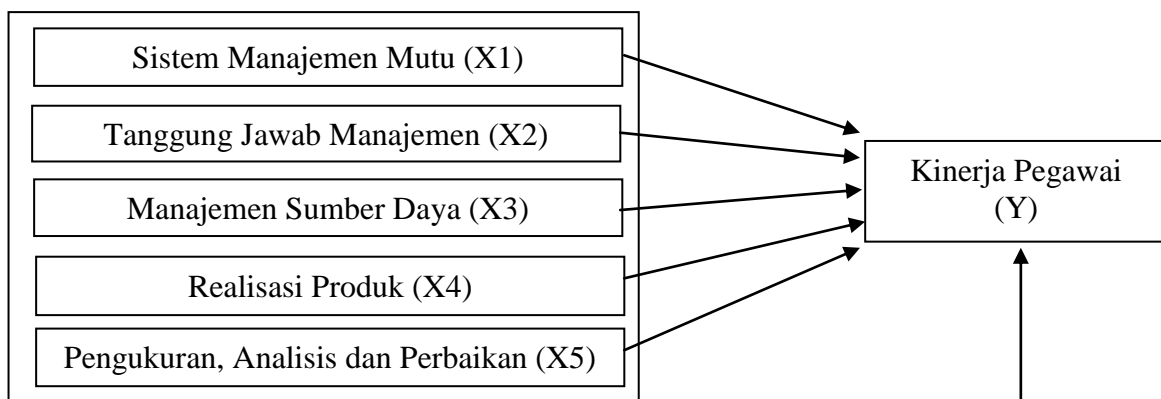 Sistem Manajemen Mutu (X1)
Tanggung Jawab Manajemen (X2)
Manajemen Sumber Daya (X3)
Realisasi Produk (X4)
Pengukuran, Analisis dan Perbaikan (X5)
Kinerja Pegawai
(Y)